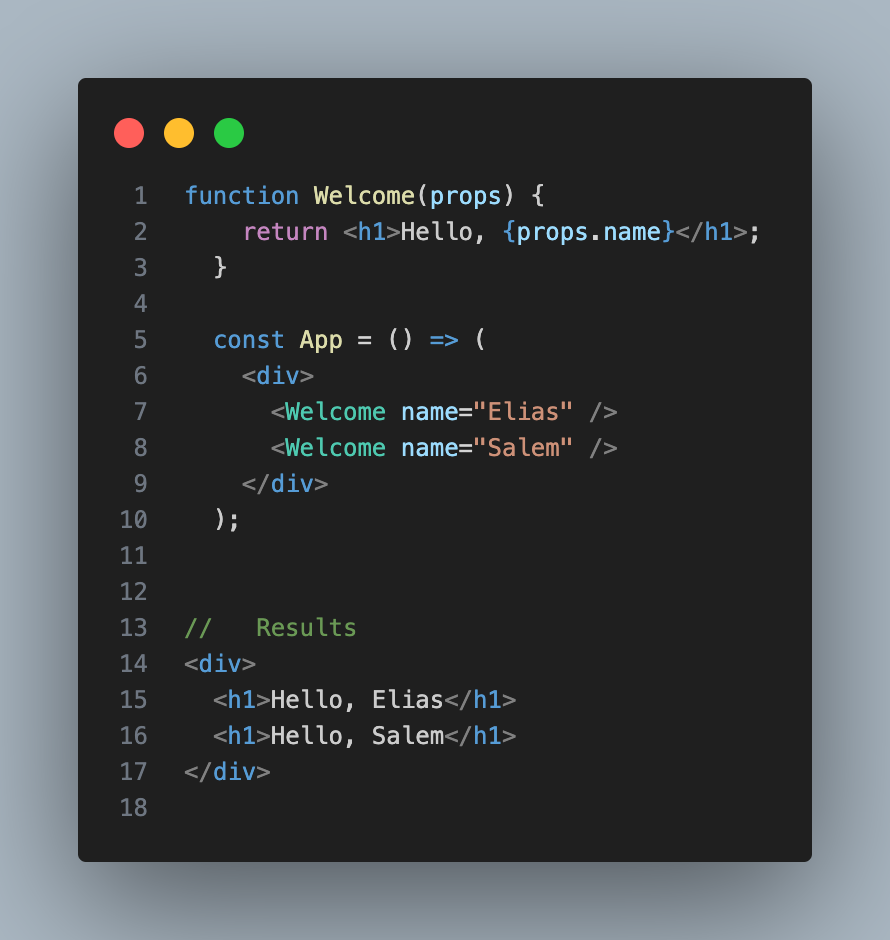 1 function Welcome(props) {
2 return <h1>Hello, {props.name}</h1>;
3 }
4
5 const App = () => (
6 <div>
7 <Welcome name="Elias" />
8 <Welcome name="Salem" />
9 </div>
10 );
11
12
13 //   Results
14 <div>
15 <h1>Hello, Elias</h1>
16 <h1>Hello, Salem</h1>
17 </div>
18